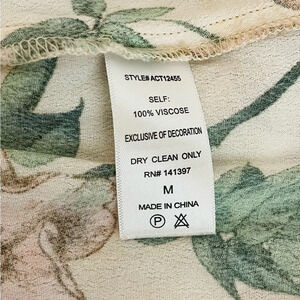 STYLE# ACT12455
SELF:
100% VISCOSE
EXCLUSIVE OF DECORATION
DRY CLEAN ONLY
RN# 141397
M
MADE IN CHINA
P